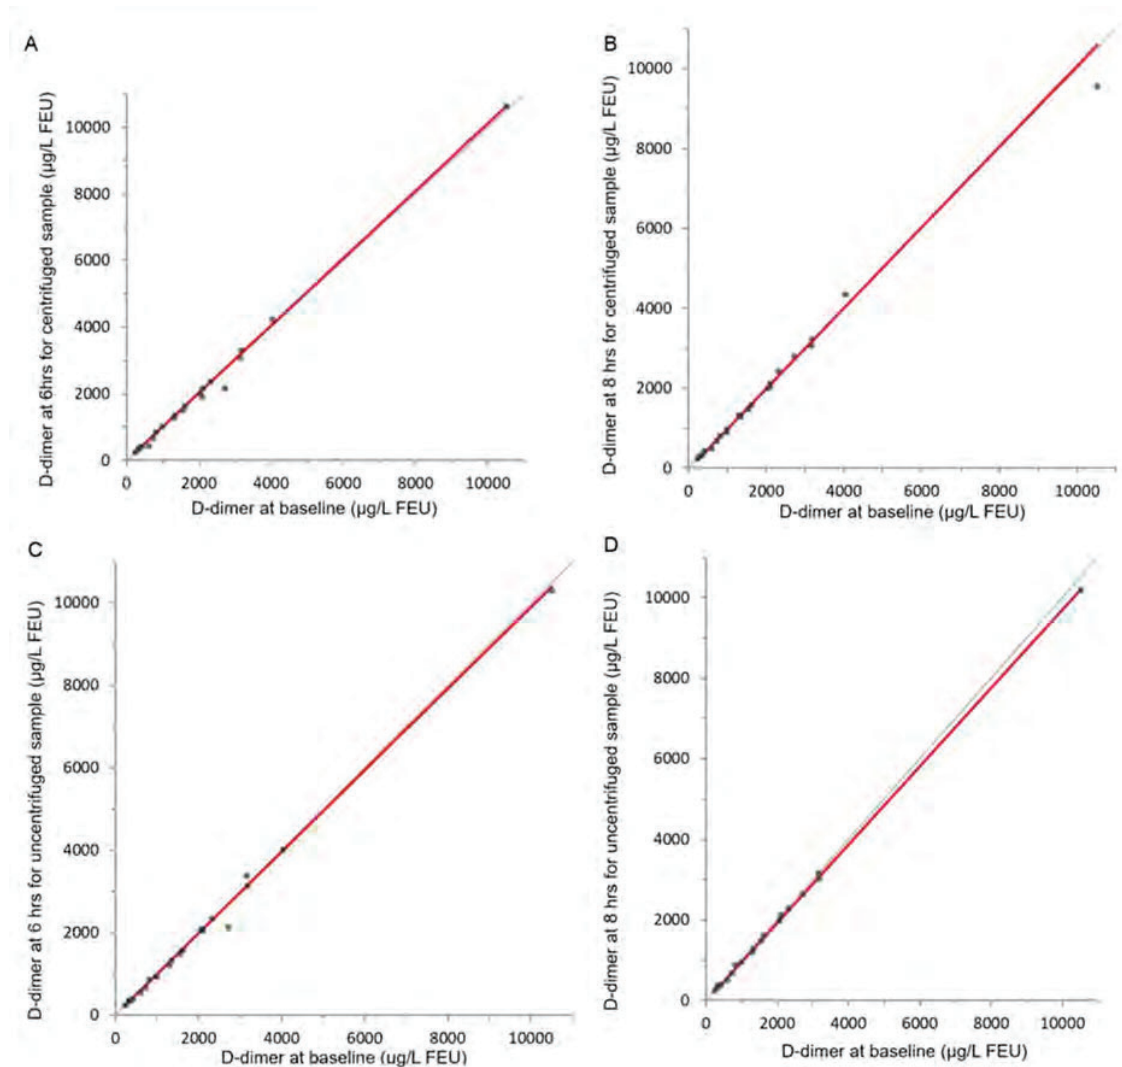 A
D-dimer at 6hrs for centrifuged sample (µg/L FEU)
10000
8000
6000
4000
2000
0
0 2000 4000 6000 8000 10000
D-dimer at baseline (µg/L FEU)
B
D-dimer at 8 hrs for centrifuged sample (µg/L FEU)
10000
8000
6000
4000
2000
0
0 2000 4000 6000 8000 10000
D-dimer at baseline (µg/L FEU)
C
D-dimer at 6 hrs for uncentrifuged sample (µg/L FEU)
10000
8000
6000
4000
2000
0
0 2000 4000 6000 8000 10000
D-dimer at baseline (ug/L FEU)
D
D-dimer at 8 hrs for uncentrifuged sample (µg/L FEU)
10000
8000
6000
4000
2000
0
0 2000 4000 6000 8000 10000
D-dimer at baseline (µg/L FEU)